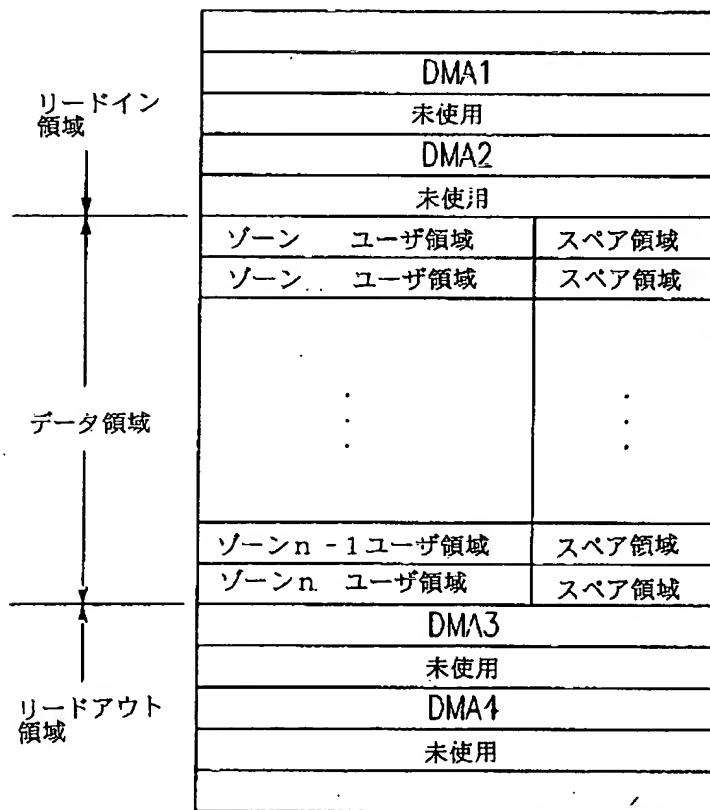 DMA1
リードイン
領域
未使用
DMA2
未使用
ゾーン ユーザ領域 スペア領域
ゾーン ユーザ領域 スペア領域
データ領域
ゾーンn-1ユーザ領域 スペア領域
ゾーンn ユーザ領域 スペア領域
DMA3
未使用
リードアウト
領域
DMA4
未使用